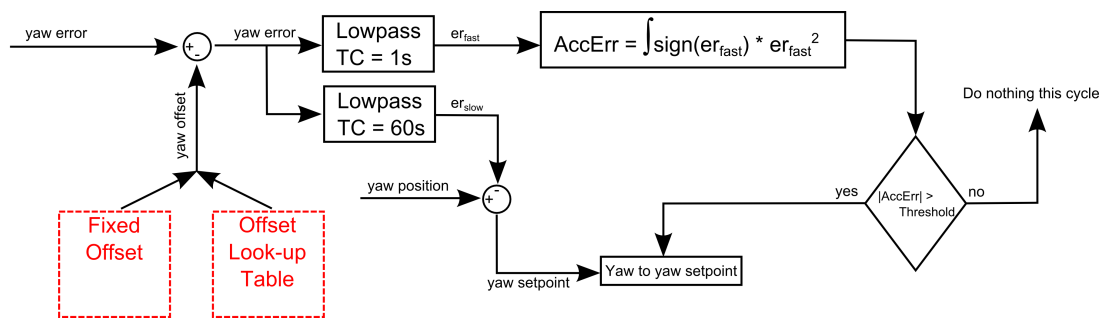 yaw error
+
-
yaw offset
Fixed
Offset
Offset
Look-up
Table
yaw error
Lowpass
TC = 1s
er_fast
AccErr = ∫sign(er_fast) * er_fast²
Lowpass
TC = 60s
er_slow
yaw position
+
-
yaw setpoint
Yaw to yaw setpoint
yes
|AccErr| >
Threshold
no
Do nothing this cycle